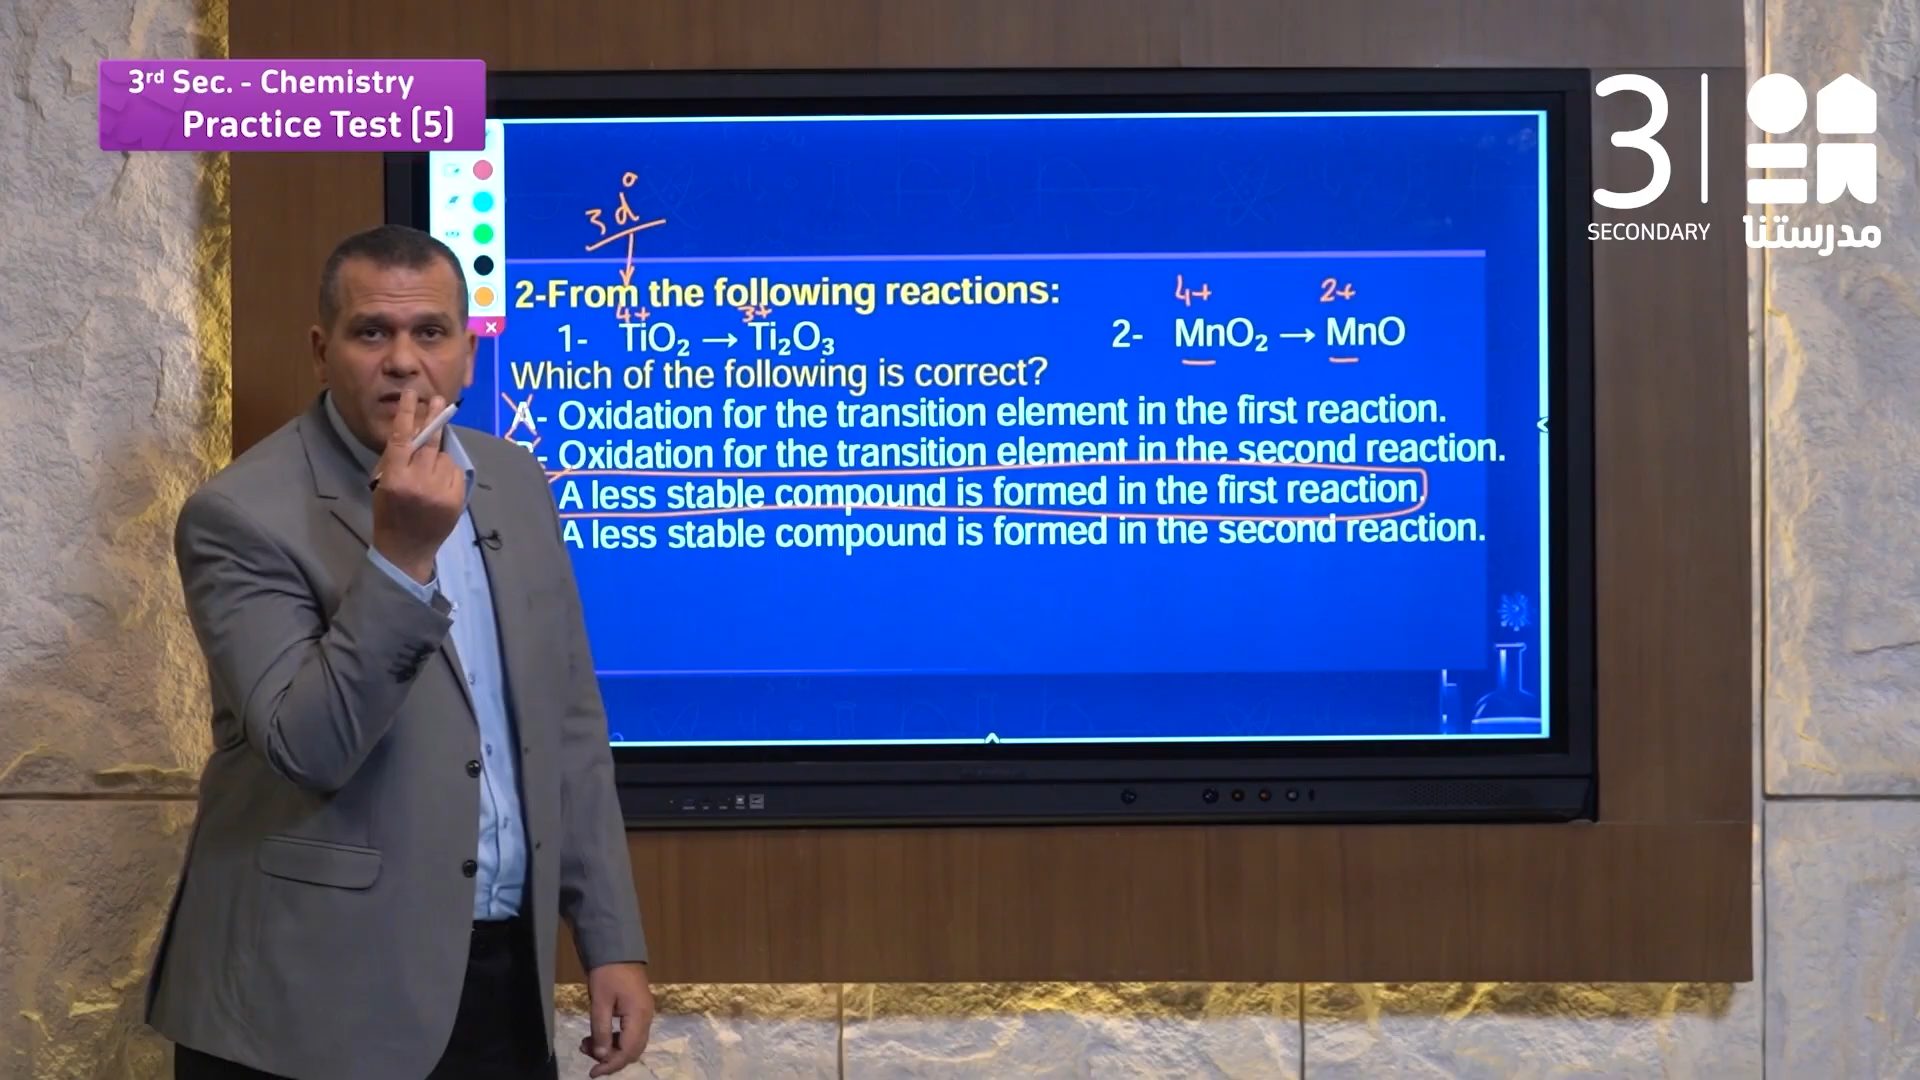 3rd Sec. - Chemistry
Practice Test (5)
3
SECONDARY
مدرستنا
3d⁰
2-From the following reactions:
4+ 3+ 4+ 2+
1- TiO₂ → Ti₂O₃ 2- MnO₂ → MnO
Which of the following is correct?
A- Oxidation for the transition element in the first reaction.
- Oxidation for the transition element in the second reaction.
A less stable compound is formed in the first reaction.
A less stable compound is formed in the second reaction.